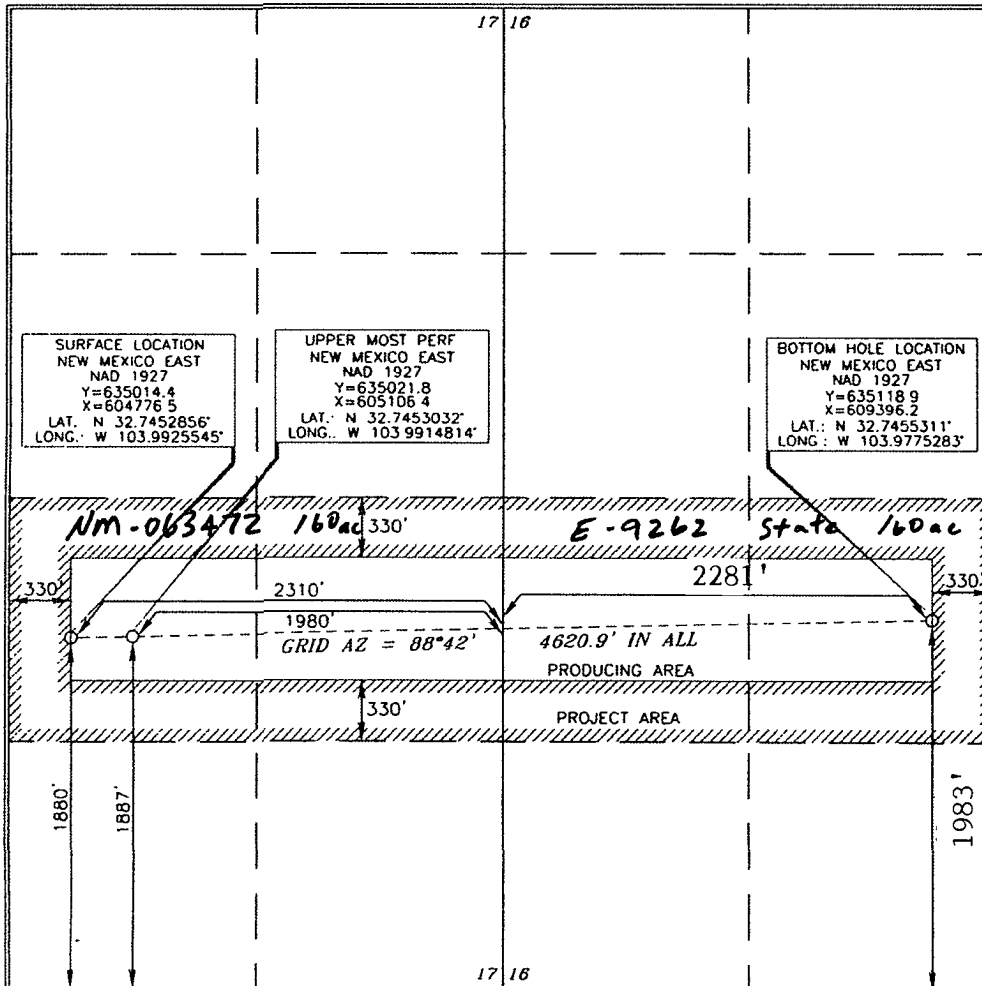 17 16
SURFACE LOCATION
NEW MEXICO EAST
NAD 1927
Y=635014.4
X=604776 5
LAT. N 32.7452856°
LONG.: W 103.9925545°
UPPER MOST PERF
NEW MEXICO EAST
NAD 1927
Y=635021.8
X=605106 4
LAT.: N 32.7453032°
LONG.. W 103 9914814°
BOTTOM HOLE LOCATION
NEW MEXICO EAST
NAD 1927
Y=635118 9
X=609396.2
LAT.: N 32.7455311°
LONG: W 103.9775283°
NM-063472 160ac 330' E-9262 State 160ac
330' 2310' 2281' 330
1980'
GRID AZ = 88°42' 4620.9' IN ALL
PRODUCING AREA
330' PROJECT AREA
1880' 1887' 1983'
17 16